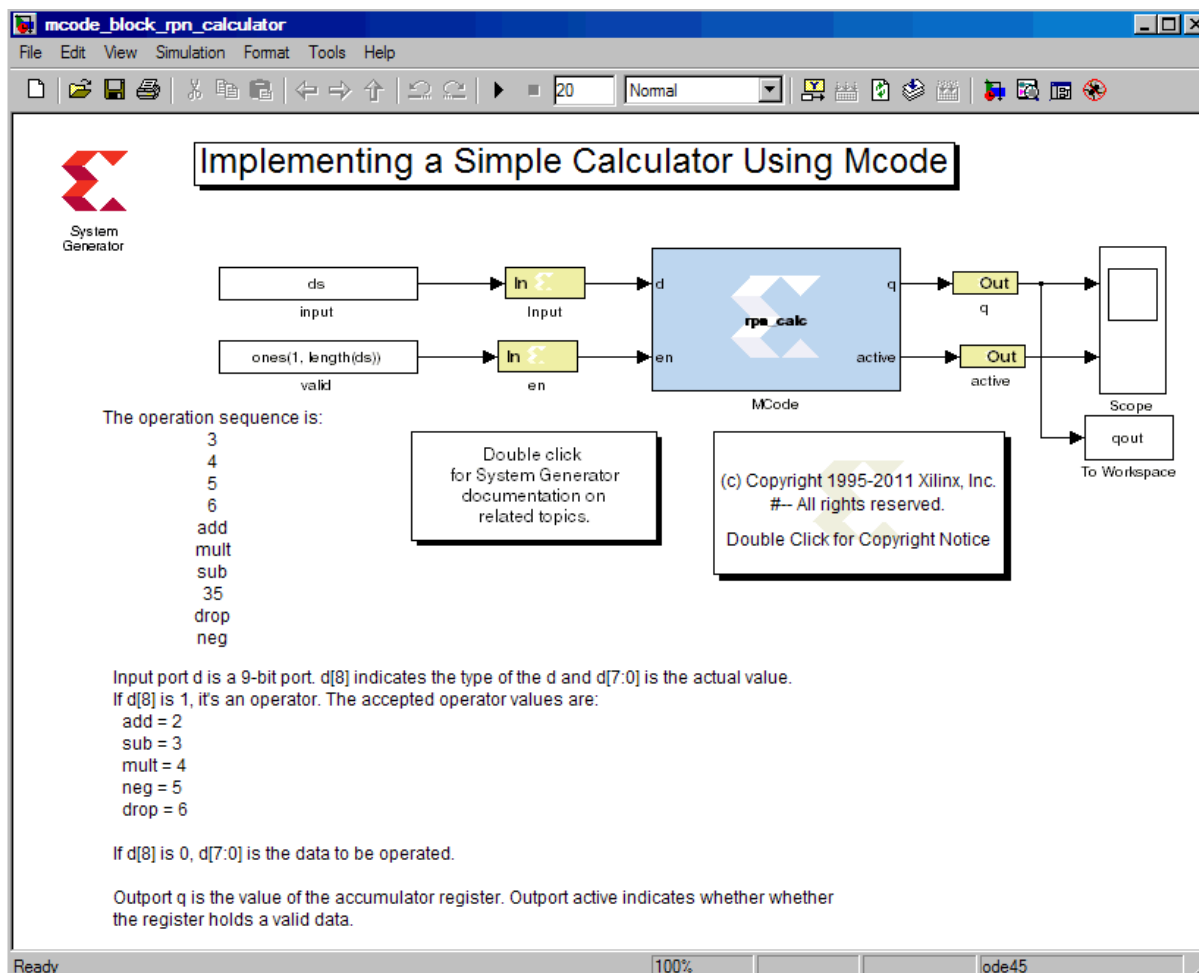 mcode_block_rpn_calculator
File Edit View Simulation Format Tools Help
20 Normal
Implementing a Simple Calculator Using Mcode
System
Generator
ds
input
In
Input
d
q
rpn_calc
Out
q
ones(1, length(ds))
valid
In
en
en
active
MCode
Out
active
Scope
qout
To Workspace
The operation sequence is:
3
4
5
6
add
mult
sub
35
drop
neg
Double click
for System Generator
documentation on
related topics.
(c) Copyright 1995-2011 Xilinx, Inc.
#-- All rights reserved.
Double Click for Copyright Notice
Input port d is a 9-bit port. d[8] indicates the type of the d and d[7:0] is the actual value.
If d[8] is 1, it's an operator. The accepted operator values are:
add = 2
sub = 3
mult = 4
neg = 5
drop = 6
If d[8] is 0, d[7:0] is the data to be operated.
Outport q is the value of the accumulator register. Outport active indicates whether whether
the register holds a valid data.
Ready 100% ode45